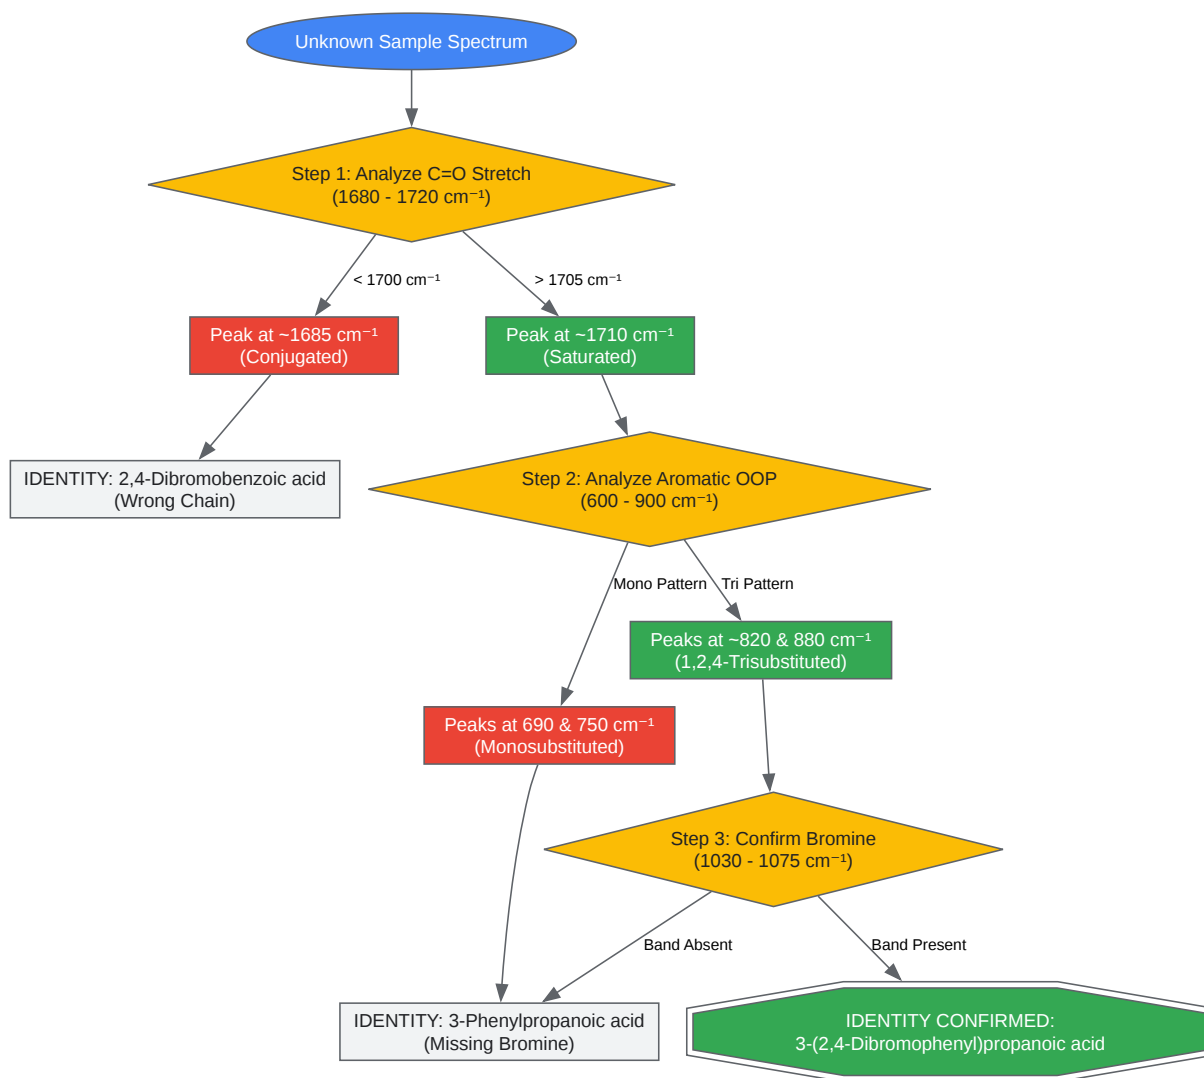 Unknown Sample Spectrum
Step 1: Analyze C=O Stretch
(1680 - 1720 cm⁻¹)
< 1700 cm⁻¹
> 1705 cm⁻¹
Peak at ~1685 cm⁻¹
(Conjugated)
Peak at ~1710 cm⁻¹
(Saturated)
IDENTITY: 2,4-Dibromobenzoic acid
(Wrong Chain)
Step 2: Analyze Aromatic OOP
(600 - 900 cm⁻¹)
Mono Pattern
Tri Pattern
Peaks at ~820 & 880 cm⁻¹
(1,2,4-Trisubstituted)
Peaks at 690 & 750 cm⁻¹
(Monosubstituted)
Step 3: Confirm Bromine
(1030 - 1075 cm⁻¹)
Band Absent
Band Present
IDENTITY: 3-Phenylpropanoic acid
(Missing Bromine)
IDENTITY CONFIRMED:
3-(2,4-Dibromophenyl)propanoic acid